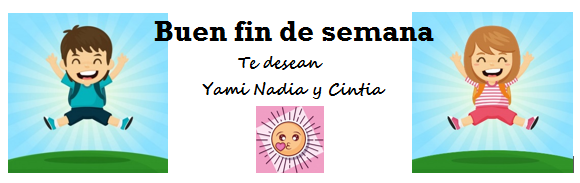 Buen fin de semana
Te desean
Yami Nadia y Cintia